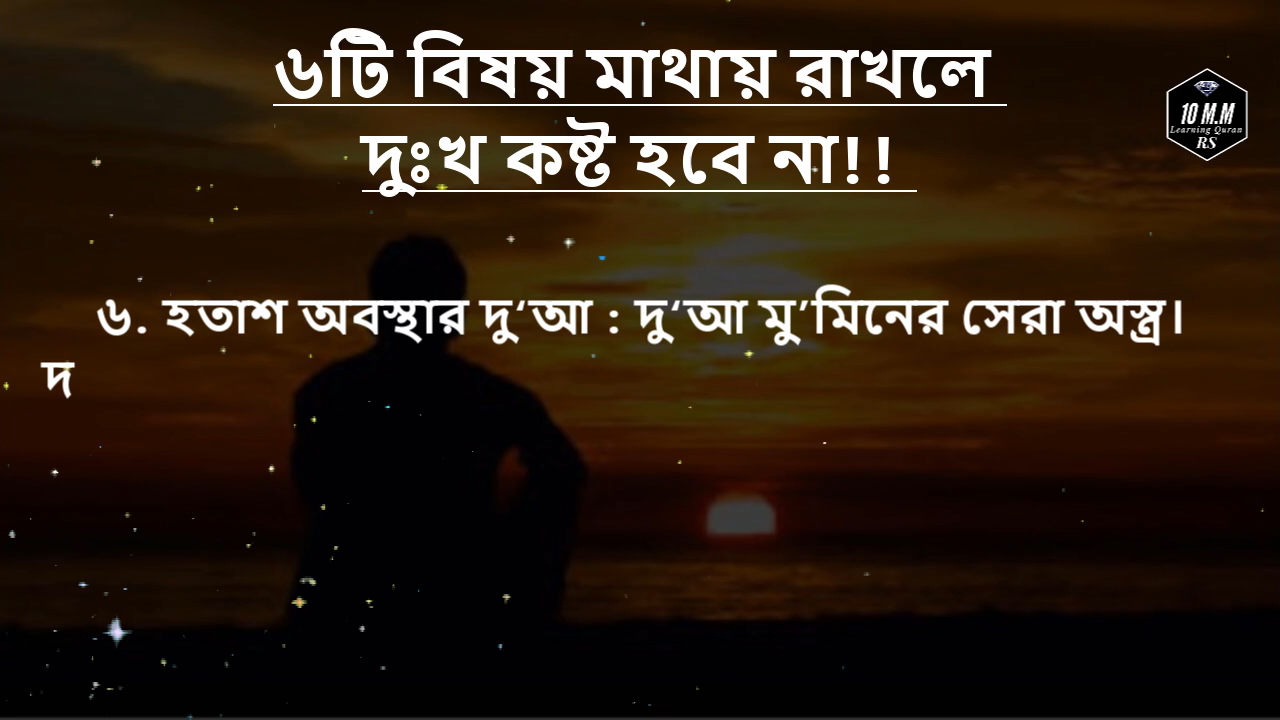 ৬টি বিষয় মাথায় রাখলে
দুঃখ কষ্ট হবে না!!
10 M.M
Learning Quran
RS
৬. হতাশ অবস্থার দু‘আ : দু‘আ মু’মিনের সেরা অস্ত্র।
দ